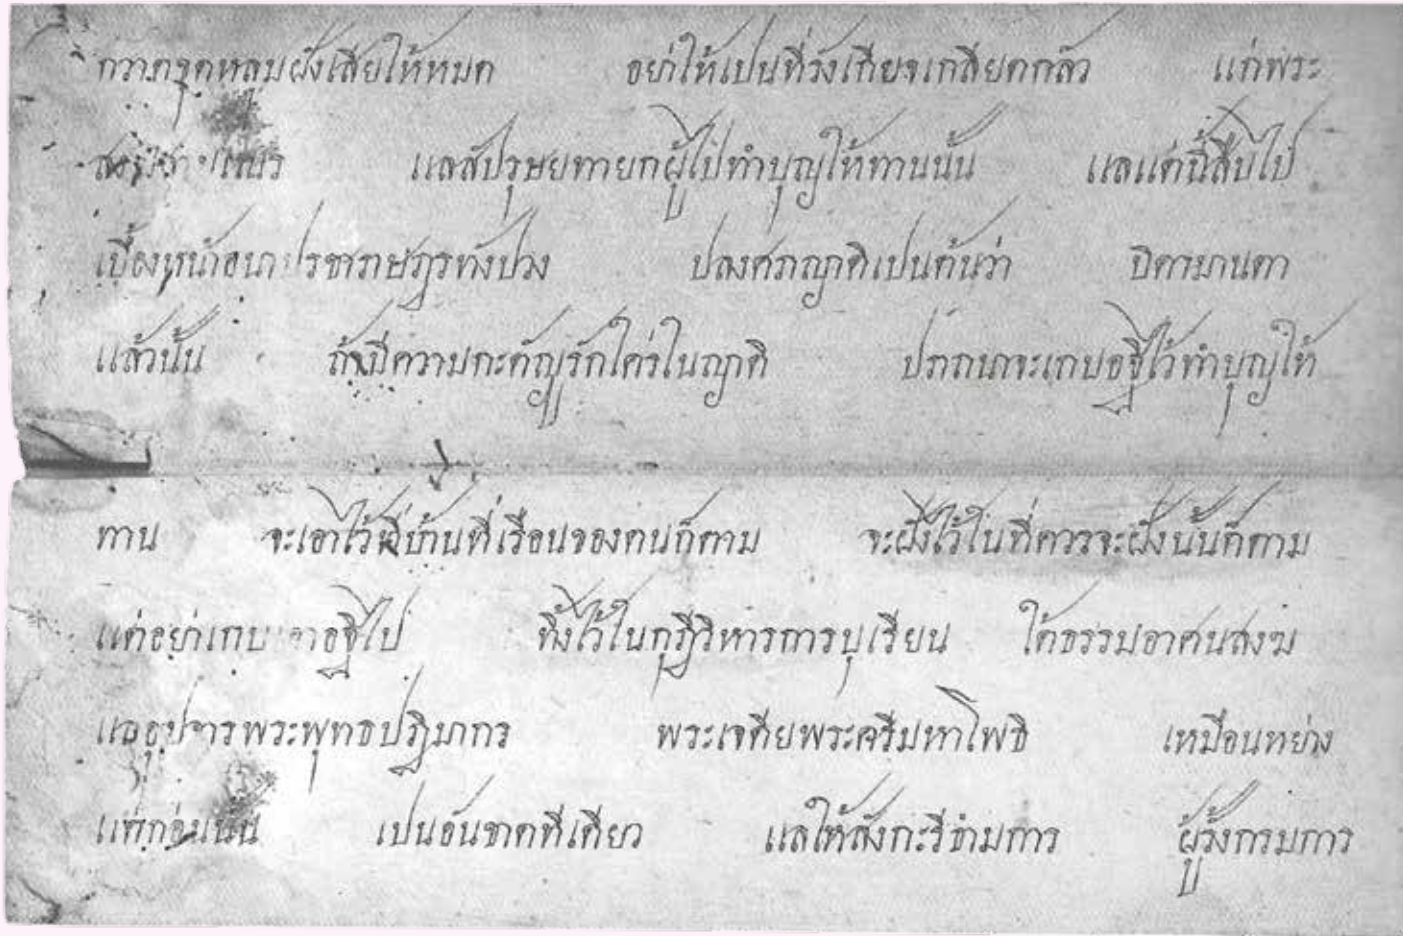 กวาดขุดหลุมฝังเสียให้หมด อย่าให้เปนที่รังเกียจเกลียดกลัว แก่พระ
แลสัปรุษยทายกผู้ไปทำบุญให้ทานนั้น แลแต่นี้สืบไป
เบื้องหน้าอนาประชาราษฎรทังปวง ปลงศภญาติเปนต้นว่า บิดามานดา
แล้วนั้น ถ้ามีความกะตัญูรักใคร่ในญาติ ปราถนาจะเกบอฐิไว้ทำบุญให้
ทาน จะเอาไว้ที่บ้านที่เรือนของตนก็ตาม จะฝังไว้ในที่ควรจะฝังนั้นก็ตาม
แต่อย่าเกบเอาอฐิไป ทิ้งไว้ในกุฎีวิหารการบุเรียน ใต้ธรรมอาศนสงฆ
แลอุปจารพระพุทธปฏิมากร พระเจดียพระศรีมหาโพธิ เหมือนหย่าง
แต่ก่อนนั้น เปนอันขาดทีเดียว แลให้สังกะรีธามการ ผู้รั้งกรมการ